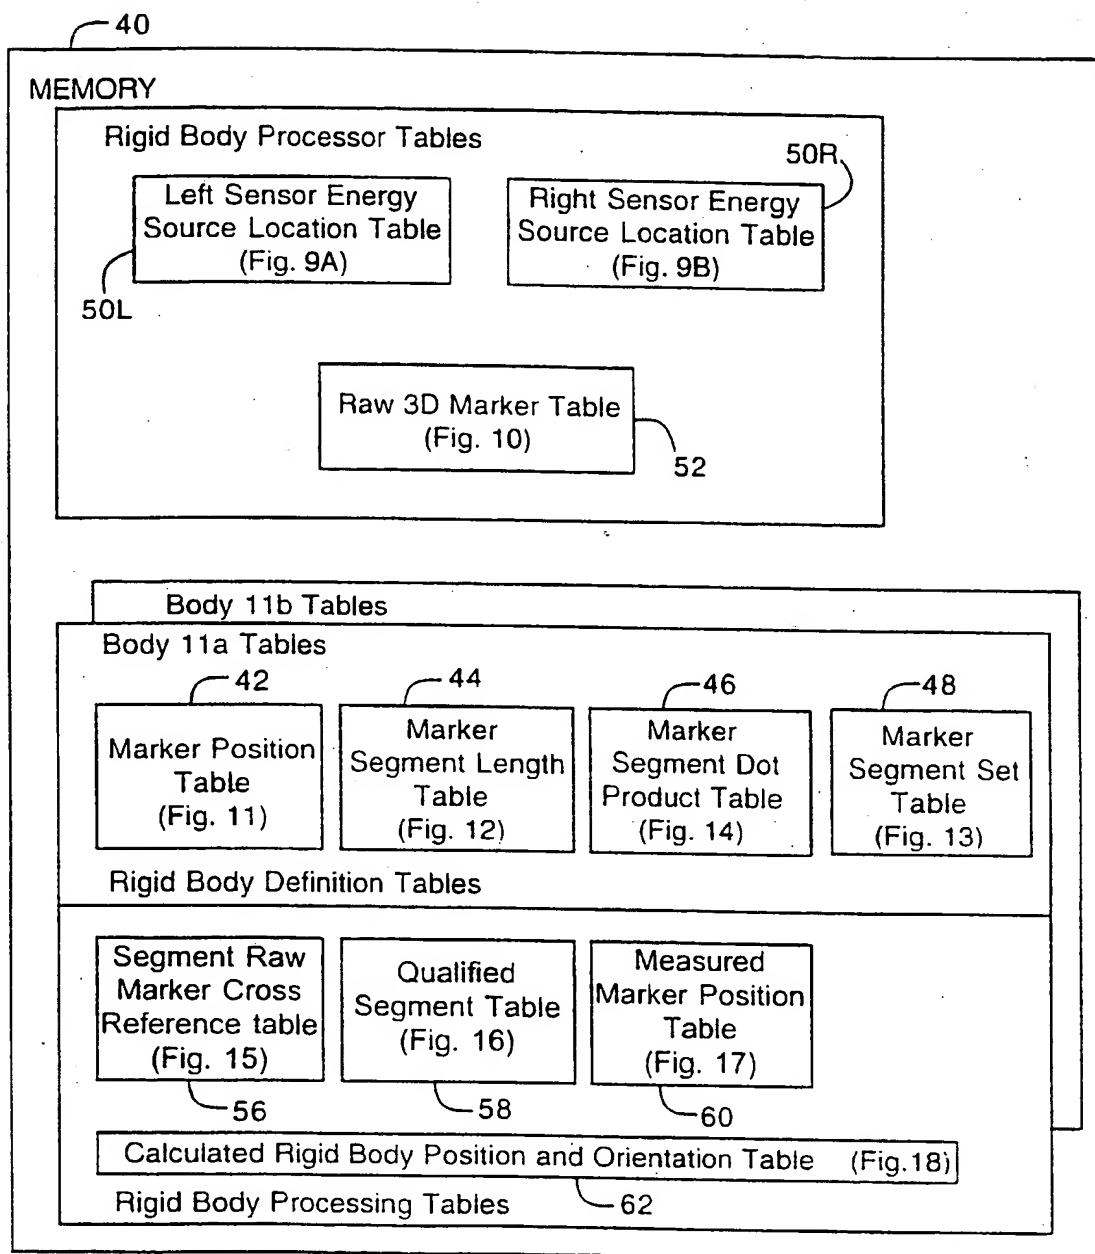 40
MEMORY
Rigid Body Processor Tables
50R
Left Sensor Energy
Source Location Table
(Fig. 9A)
Right Sensor Energy
Source Location Table
(Fig. 9B)
50L
Raw 3D Marker Table
(Fig. 10)
52
Body 11b Tables
Body 11a Tables
42
44
46
48
Marker Position
Table
(Fig. 11)
Marker
Segment Length
Table
(Fig. 12)
Marker
Segment Dot
Product Table
(Fig. 14)
Marker
Segment Set
Table
(Fig. 13)
Rigid Body Definition Tables
Segment Raw
Marker Cross
Reference table
(Fig. 15)
Qualified
Segment Table
(Fig. 16)
Measured
Marker Position
Table
(Fig. 17)
56
58
60
Calculated Rigid Body Position and Orientation Table (Fig.18)
Rigid Body Processing Tables
62